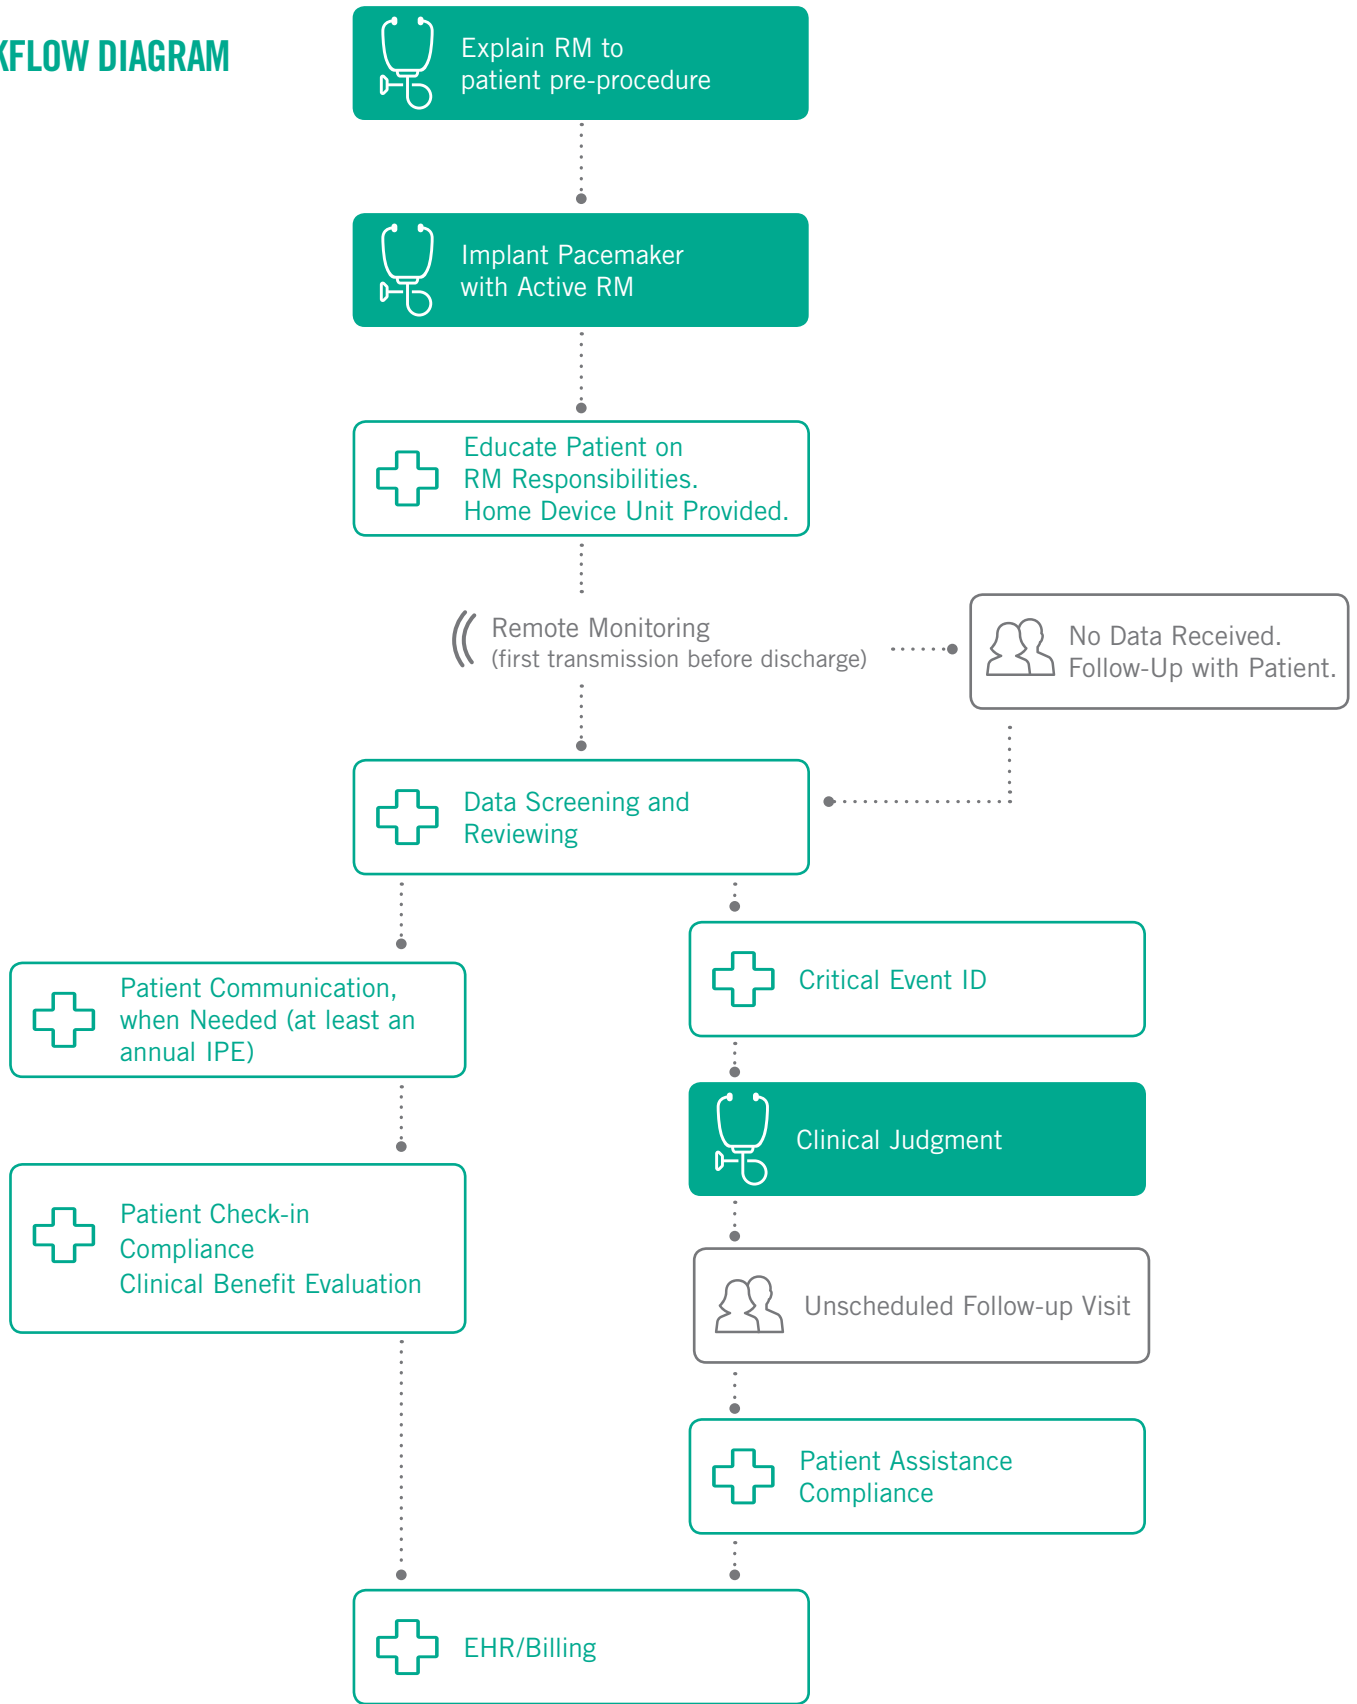 DIAGRAM
Explain RM to
patient pre-procedure
Implant Pacemaker
with Active RM
Educate Patient on
RM Responsibilities.
Home Device Unit Provided.
Remote Monitoring
(first transmission before discharge)
No Data Received.
Follow-Up with Patient.
Data Screening and
Reviewing
Patient Communication,
when Needed (at least an
annual IPE)
Critical Event ID
Clinical Judgment
Patient Check-in
Compliance
Clinical Benefit Evaluation
Unscheduled Follow-up Visit
Patient Assistance
Compliance
EHR/Billing